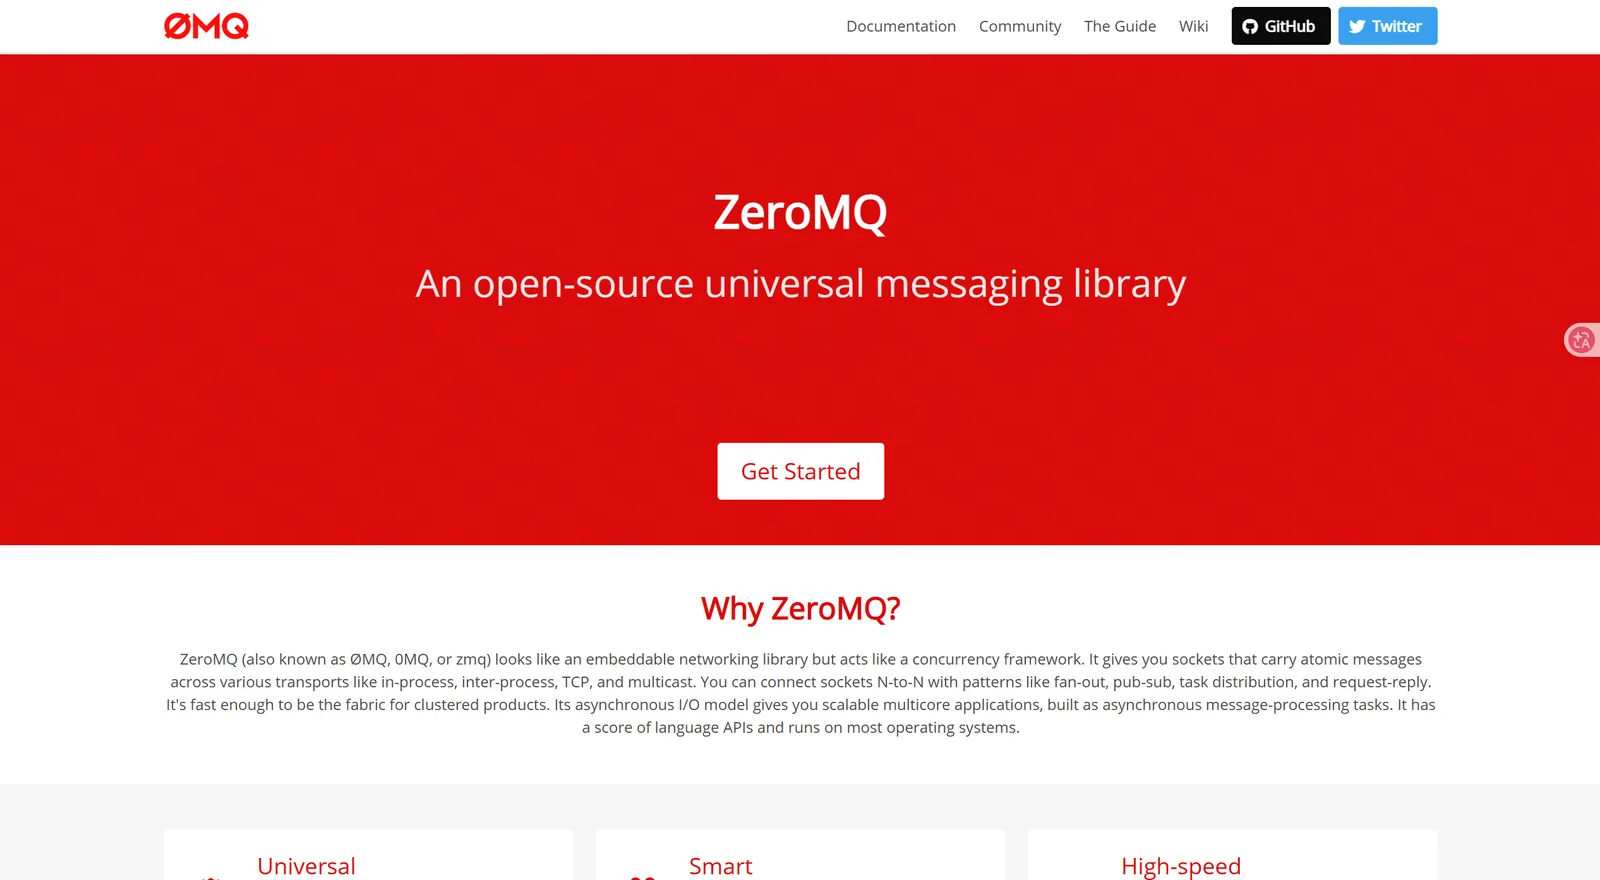 ØMQ
Documentation
Community
The Guide
Wiki
GitHub
Twitter
ZeroMQ
An open-source universal messaging library
Get Started
Why ZeroMQ?
ZeroMQ (also known as ØMQ, 0MQ, or zmq) looks like an embeddable networking library but acts like a concurrency framework. It gives you sockets that carry atomic messages
across various transports like in-process, inter-process, TCP, and multicast. You can connect sockets N-to-N with patterns like fan-out, pub-sub, task distribution, and request-reply.
It's fast enough to be the fabric for clustered products. Its asynchronous I/O model gives you scalable multicore applications, built as asynchronous message-processing tasks. It has
a score of language APIs and runs on most operating systems.
Universal
Smart
High-speed